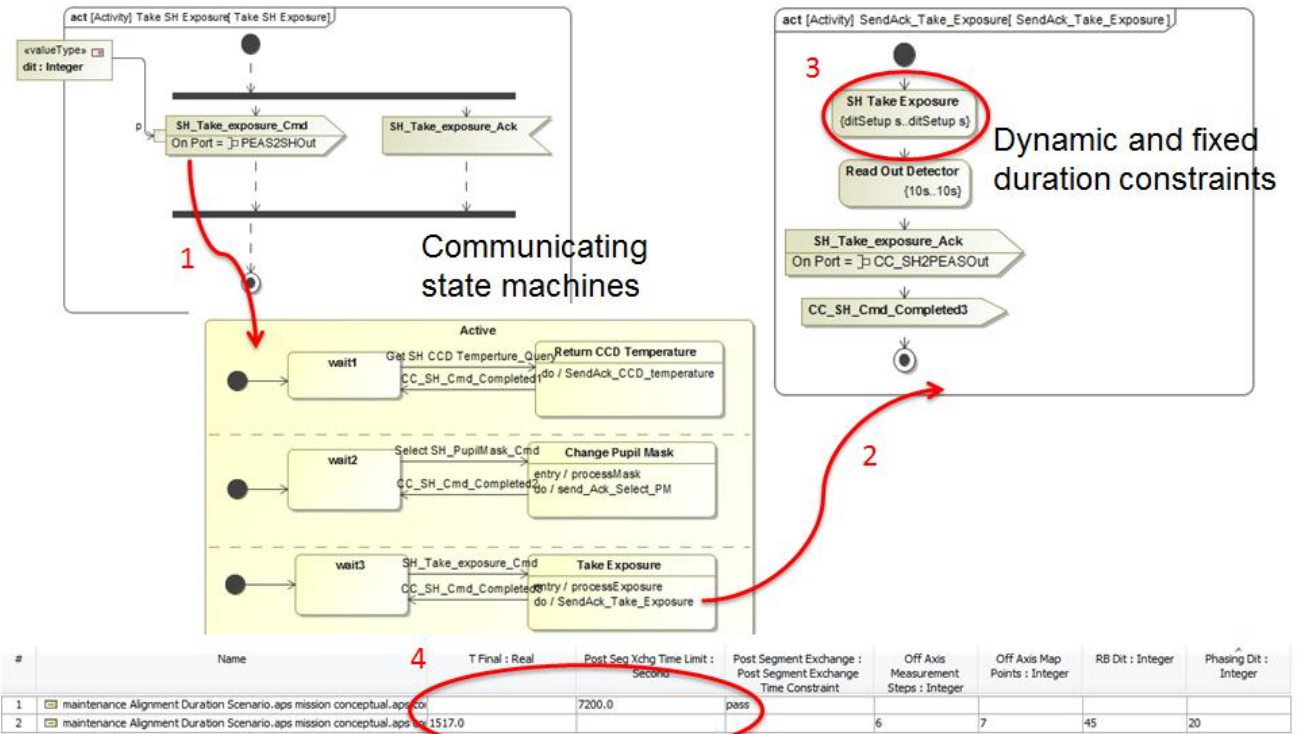 act [Activity] Take SH Exposure[ Take SH Exposure]
«valueType»
dit : Integer
p
SH_Take_exposure_Cmd
On Port = PEAS2SHOut
SH_Take_exposure_Ack
1
Communicating
state machines
act [Activity] SendAck_Take_Exposure[ SendAck_Take_Exposure]
3
SH Take Exposure
{ditSetup s..ditSetup s}
Dynamic and fixed
duration constraints
Read Out Detector
{10s..10s}
SH_Take_exposure_Ack
On Port = CC_SH2PEASOut
CC_SH_Cmd_Completed3
2
Active
wait1
Get SH CCD Temperture_Query
CC_SH_Cmd_Completed1
Return CCD Temperature
do / SendAck_CCD_temperature
wait2
Select SH_PupilMask_Cmd
CC_SH_Cmd_Completed2
Change Pupil Mask
entry / processMask
do / send_Ack_Select_PM
wait3
SH_Take_exposure_Cmd
CC_SH_Cmd_Completed3
Take Exposure
entry / processExposure
do / SendAck_Take_Exposure
4
# Name T Final : Real Post Seg Xchg Time Limit : Second Post Segment Exchange : Post Segment Exchange Time Constraint Off Axis Measurement Steps : Integer Off Axis Map Points : Integer RB Dit : Integer Phasing Dit : Integer
1 maintenance Alignment Duration Scenario.aps mission conceptual.aps co 7200.0 pass
2 maintenance Alignment Duration Scenario.aps mission conceptual.aps co 1517.0 6 7 45 20